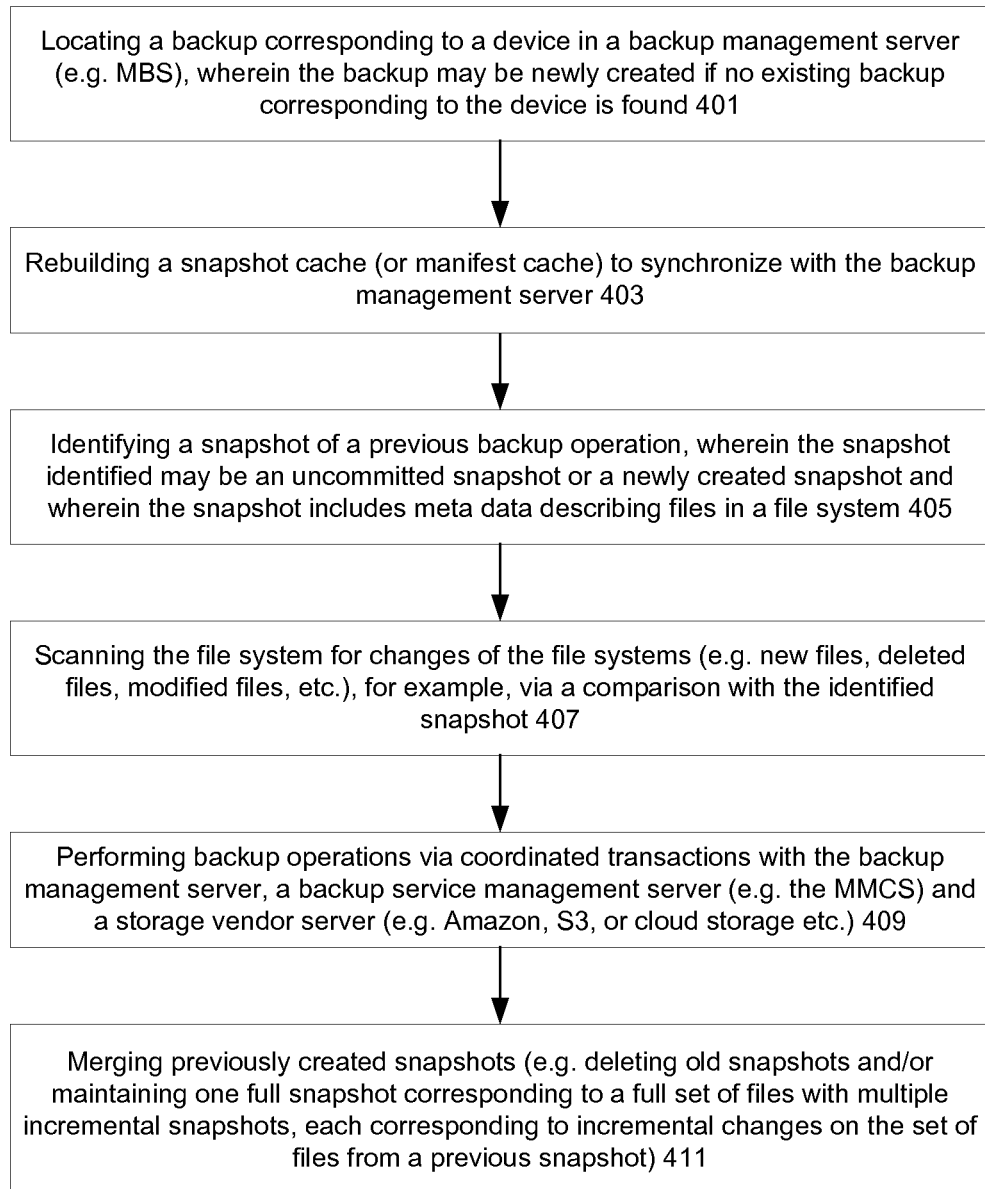 Locating a backup corresponding to a device in a backup management server
(e.g. MBS), wherein the backup may be newly created if no existing backup
corresponding to the device is found 401
Rebuilding a snapshot cache (or manifest cache) to synchronize with the backup
management server 403
Identifying a snapshot of a previous backup operation, wherein the snapshot
identified may be an uncommitted snapshot or a newly created snapshot and
wherein the snapshot includes meta data describing files in a file system 405
Scanning the file system for changes of the file systems (e.g. new files, deleted
files, modified files, etc.), for example, via a comparison with the identified
snapshot 407
Performing backup operations via coordinated transactions with the backup
management server, a backup service management server (e.g. the MMCS) and
a storage vendor server (e.g. Amazon, S3, or cloud storage etc.) 409
Merging previously created snapshots (e.g. deleting old snapshots and/or
maintaining one full snapshot corresponding to a full set of files with multiple
incremental snapshots, each corresponding to incremental changes on the set of
files from a previous snapshot) 411